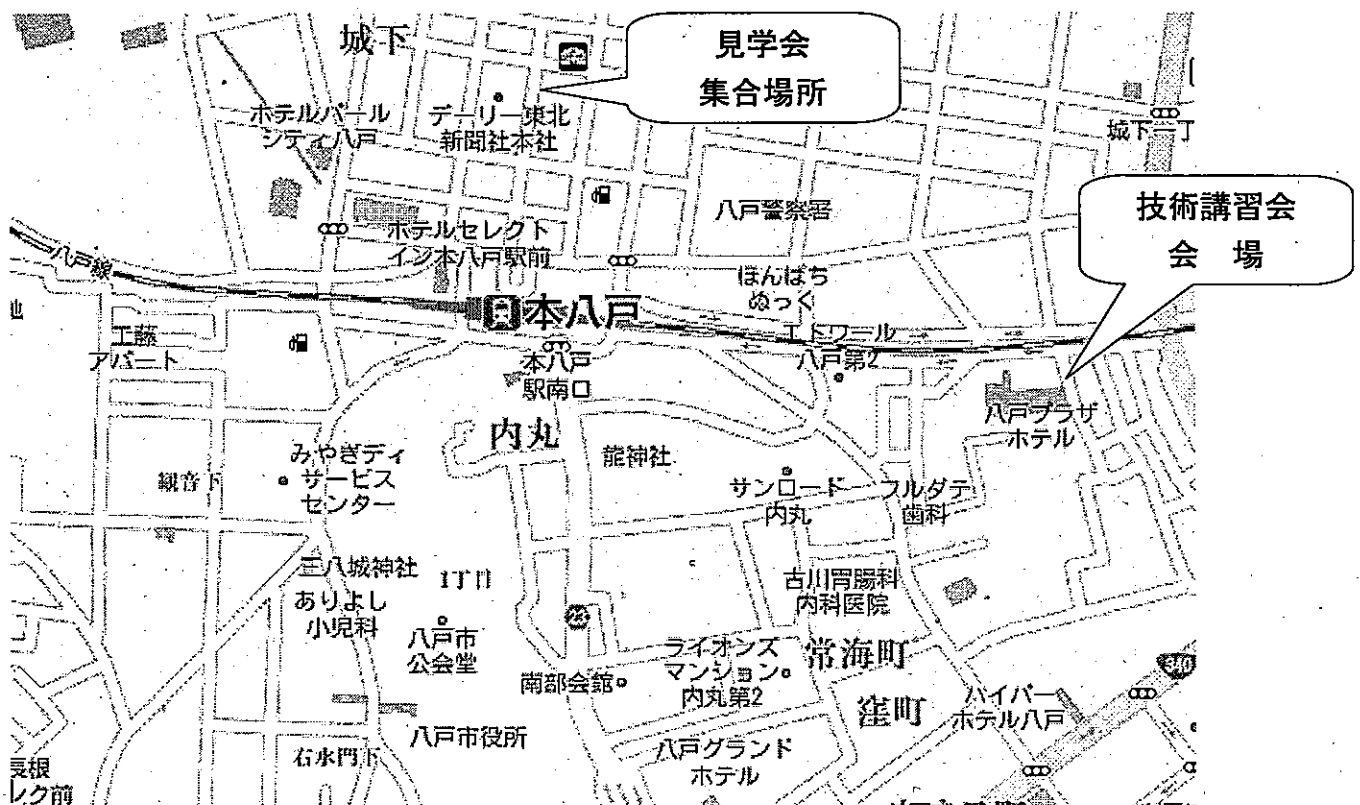 城下
見学会
集合場所
ホテルパール
シティ八戸
デーリー東北
新聞社本社
城下一丁
技術講習会
会 場
八戸警察署
ホテルセレクト
イン本八戸駅前
八戸線
ほんぱち
ぬっく
本八戸
地
工藤
アパート
エトワール
八戸第2
本八戸
駅南口
八戸プラザ
ホテル
内丸
みやぎディ
サービス
センター
観音下
龍神社
サンロード
内丸
フルダテ
歯科
三八城神社
1丁目
ありよし
小児科
古川胃腸科
内科医院
八戸市
公会堂
ライオンズ
マンション
内丸第2
常海町
340
南部会館
窪町
ハイパー
ホテル八戸
八戸市役所
右水門下
八戸グランド
ホテル
長根
レク前